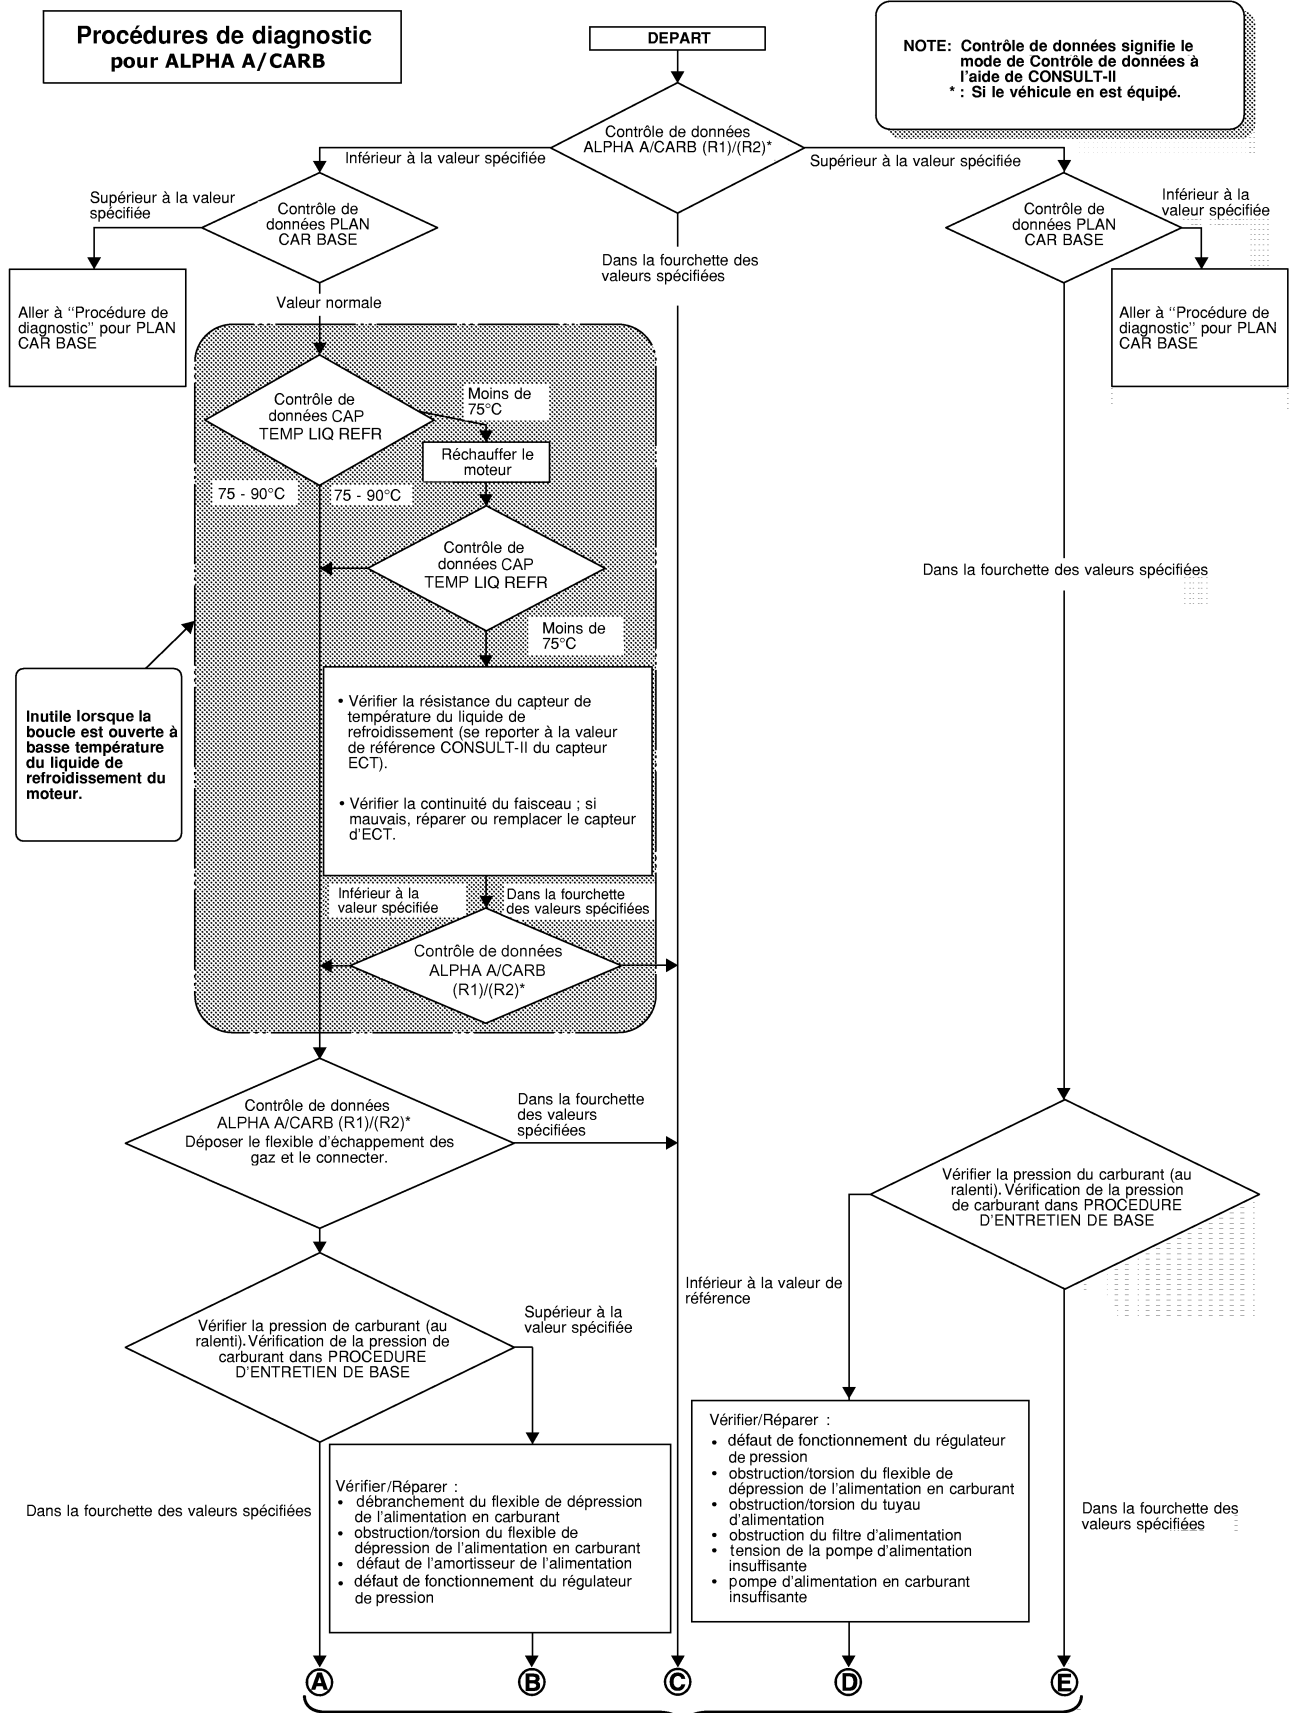 Procédures de diagnostic
pour ALPHA A/CARB
DEPART
NOTE: Contrôle de données signifie le
mode de Contrôle de données à
l'aide de CONSULT-II
* : Si le véhicule en est équipé.
Contrôle de données
ALPHA A/CARB (R1)/(R2)*
Inférieur à la valeur spécifiée
Supérieur à la valeur spécifiée
Supérieur à la valeur
spécifiée
Contrôle de
données PLAN
CAR BASE
Dans la fourchette des
valeurs spécifiées
Contrôle de
données PLAN
CAR BASE
Inférieur à la
valeur spécifiée
Aller à "Procédure de
diagnostic" pour PLAN
CAR BASE
Valeur normale
Aller à "Procédure de
diagnostic" pour PLAN
CAR BASE
Contrôle de
données CAP
TEMP LIQ REFR
Moins de
75°C
Réchauffer le
moteur
75 - 90°C
75 - 90°C
Contrôle de
données CAP
TEMP LIQ REFR
Dans la fourchette des valeurs spécifiées
Moins de
75°C
Inutile lorsque la
boucle est ouverte à
basse température
du liquide de
refroidissement du
moteur.
• Vérifier la résistance du capteur de
température du liquide de
refroidissement (se reporter à la valeur
de référence CONSULT-II du capteur
ECT).
• Vérifier la continuité du faisceau ; si
mauvais, réparer ou remplacer le capteur
d'ECT.
Inférieur à la
valeur spécifiée
Dans la fourchette
des valeurs spécifiées
Contrôle de données
ALPHA A/CARB
(R1)/(R2)*
Contrôle de données
ALPHA A/CARB (R1)/(R2)*
Déposer le flexible d'échappement des
gaz et le connecter.
Dans la fourchette
des valeurs
spécifiées
Vérifier la pression du carburant (au
ralenti). Vérification de la pression
de carburant dans PROCEDURE
D'ENTRETIEN DE BASE
Inférieur à la valeur de
référence
Vérifier la pression de carburant (au
ralenti). Vérification de la pression de
carburant dans PROCEDURE
D'ENTRETIEN DE BASE
Supérieur à la
valeur spécifiée
Dans la fourchette des valeurs spécifiées
Vérifier/Réparer :
• débranchement du flexible de dépression
de l'alimentation en carburant
• obstruction/torsion du flexible de
dépression de l'alimentation en carburant
• défaut de l'amortisseur de l'alimentation
• défaut de fonctionnement du régulateur
de pression
Vérifier/Réparer :
• défaut de fonctionnement du régulateur
de pression
• obstruction/torsion du flexible de
dépression de l'alimentation en carburant
• obstruction/torsion du tuyau
d'alimentation
• obstruction du filtre d'alimentation
• tension de la pompe d'alimentation
insuffisante
• pompe d'alimentation en carburant
insuffisante
Dans la fourchette des
valeurs spécifiées
A
B
C
D
E